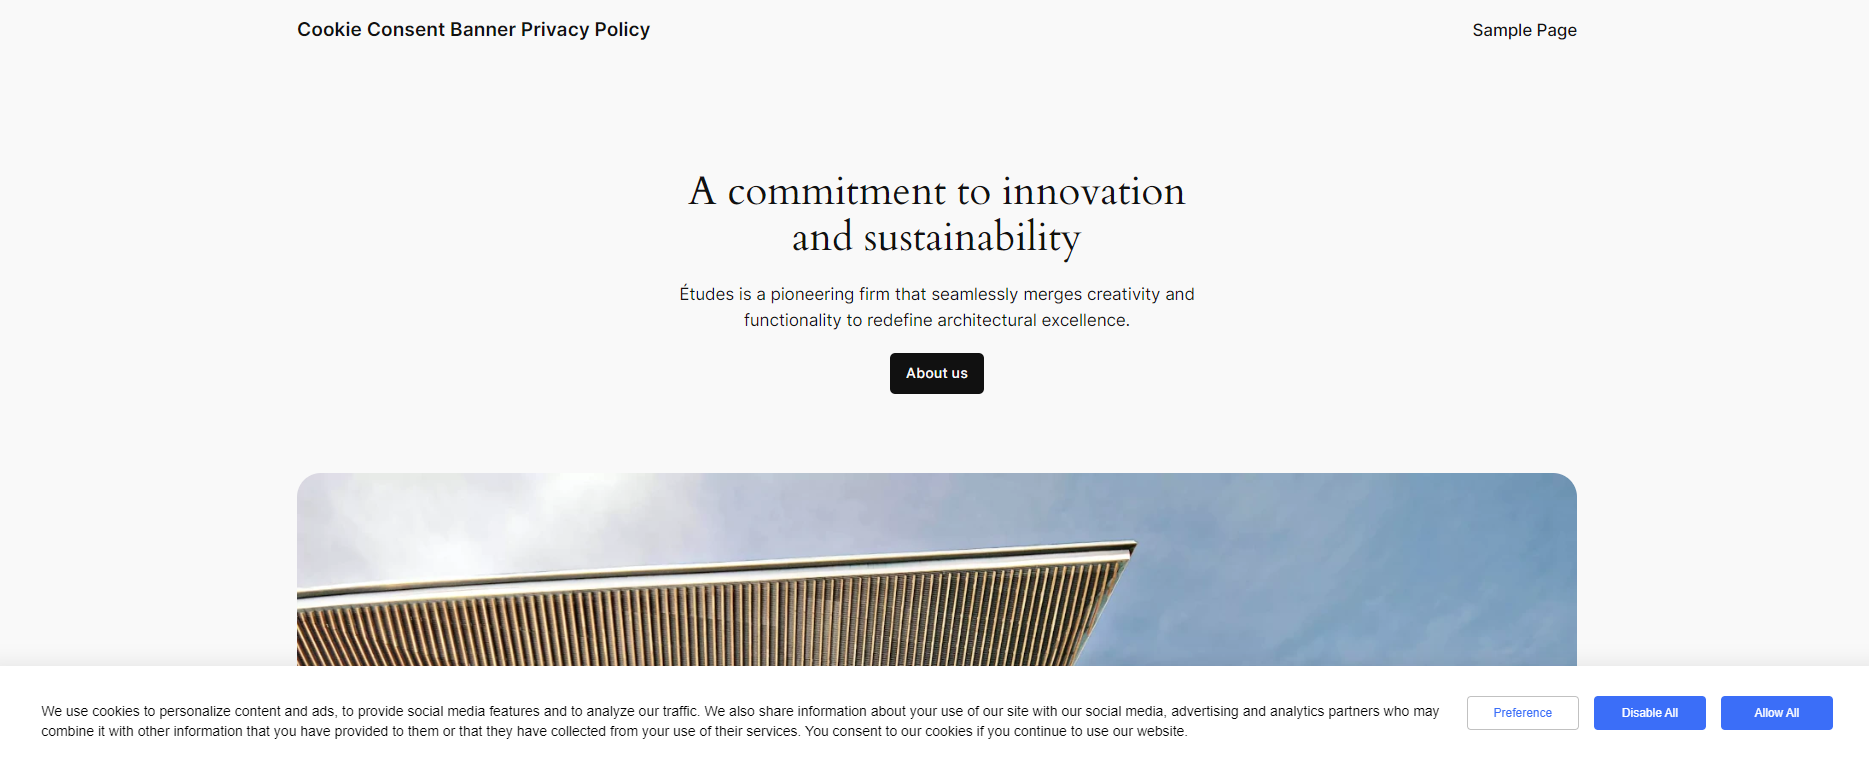 Cookie Consent Banner Privacy Policy
Sample Page
A commitment to innovation
and sustainability
Études is a pioneering firm that seamlessly merges creativity and
functionality to redefine architectural excellence.
About us
We use cookies to personalize content and ads, to provide social media features and to analyze our traffic. We also share information about your use of our site with our social media, advertising and analytics partners who may
combine it with other information that you have provided to them or that they have collected from your use of their services. You consent to our cookies if you continue to use our website.
Preference
Disable All
Allow All